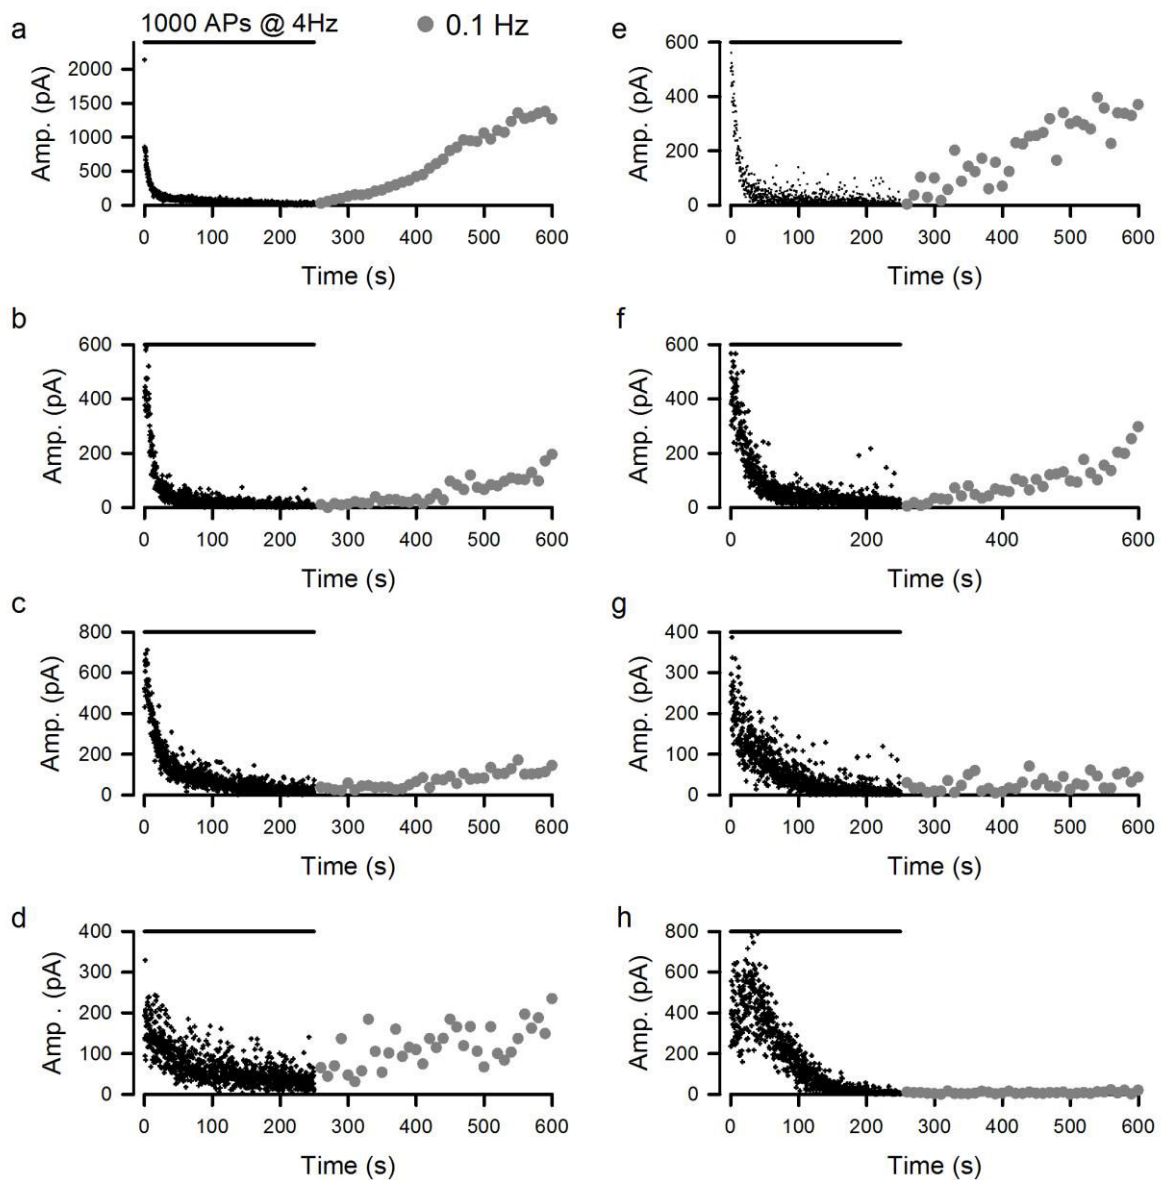 a
1000 APs @ 4Hz
0.1 Hz
Amp. (pA)
2000
1500
1000
500
0
0 100 200 300 400 500 600
Time (s)
b
Amp. (pA)
600
400
200
0
0 100 200 300 400 500 600
Time (s)
c
Amp. (pA)
800
600
400
200
0
0 100 200 300 400 500 600
Time (s)
d
Amp . (pA)
400
300
200
100
0
0 100 200 300 400 500 600
Time (s)
e
Amp. (pA)
600
400
200
0
0 100 200 300 400 500 600
Time (s)
f
Amp. (pA)
600
400
200
0
0 200 400 600
Time (s)
g
Amp. (pA)
400
300
200
100
0
0 100 200 300 400 500 600
Time (s)
h
Amp. (pA)
800
600
400
200
0
0 100 200 300 400 500 600
Time (s)